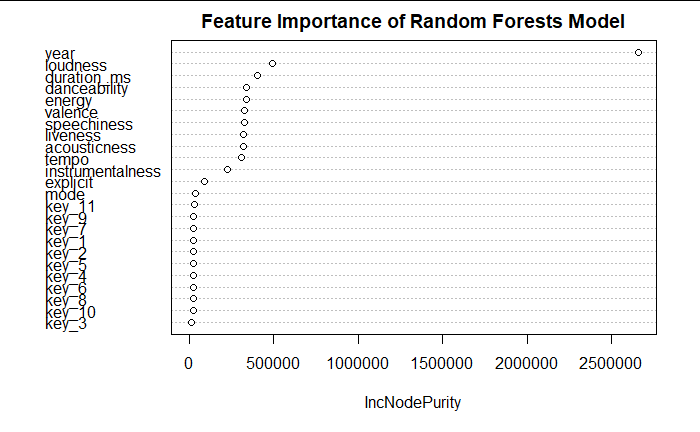 Feature Importance of Random Forests Model
year
loudness
duration_ms
danceability
energy
valence
speechiness
liveness
acousticness
tempo
instrumentalness
explicit
mode
key_11
key_9
key_7
key_1
key_2
key_5
key_4
key_6
key_8
key_10
key_3
0 500000 1000000 1500000 2000000 2500000
IncNodePurity